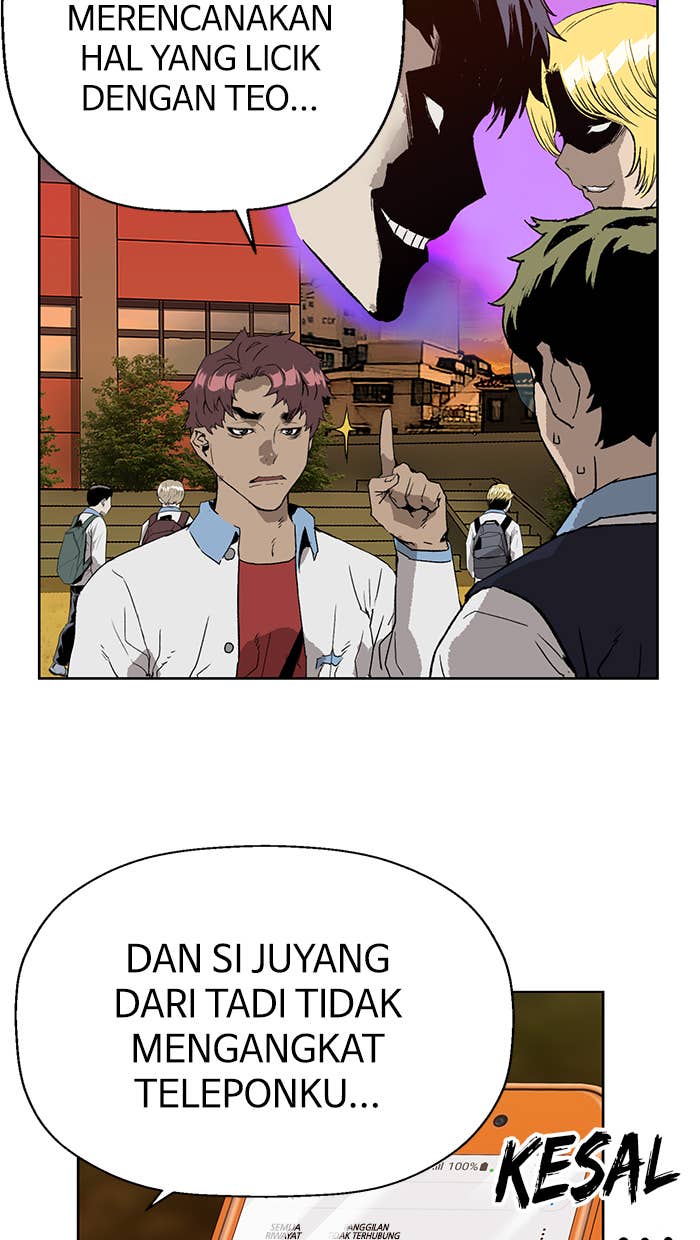 MERENCANAKAN
HAL YANG LICIK
DENGAN TEO...
DAN SI JUYANG
DARI TADI TIDAK
MENGANGKAT
TELEPONKU...
100%
KESAL
SEMUA
RIWAYAT
PANGGILAN
TIDAK TERHUBUNG
...